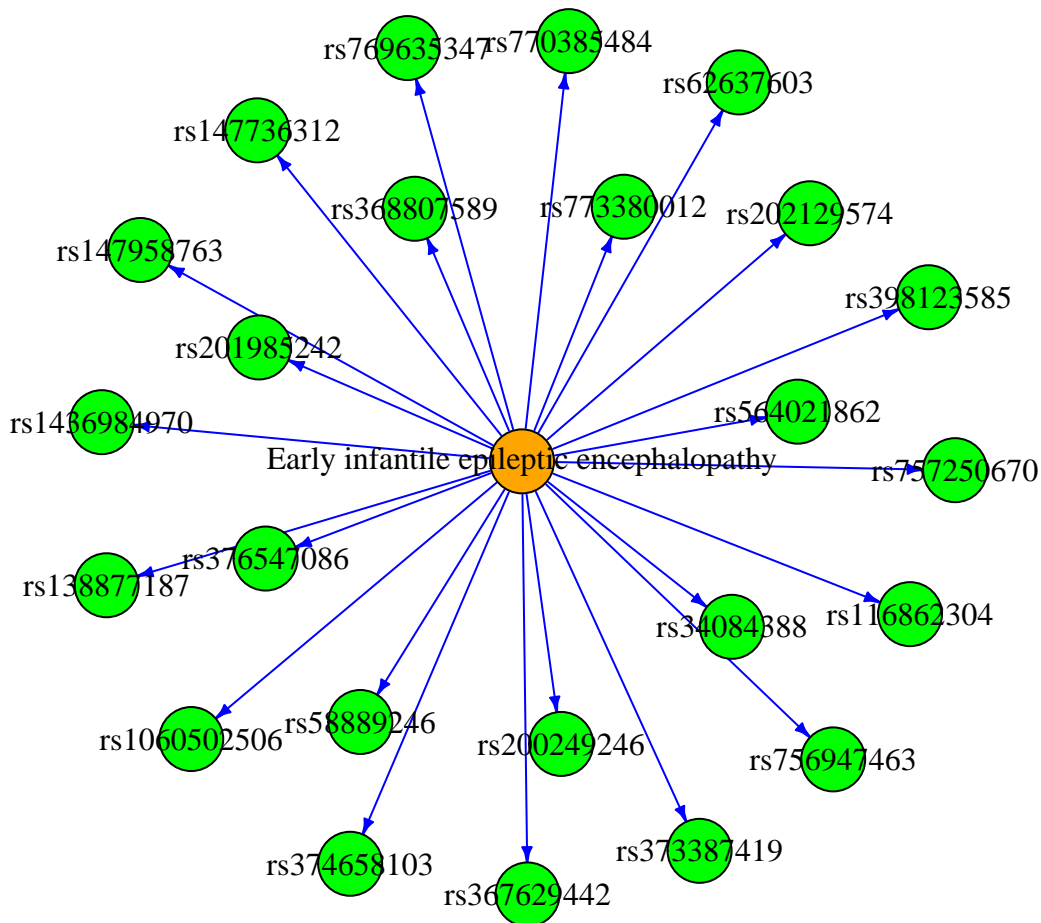 rs769635347
rs770385484
rs62637603
rs147736312
rs368807589
rs773380012
rs202129574
rs147958763
rs398123585
rs201985242
rs564021862
rs1436984970
Early infantile epileptic encephalopathy
rs757250670
rs376547086
rs138877187
rs116862304
rs34084388
rs58889246
rs1060502506
rs200249246
rs756947463
rs374658103
rs373387419
rs367629442